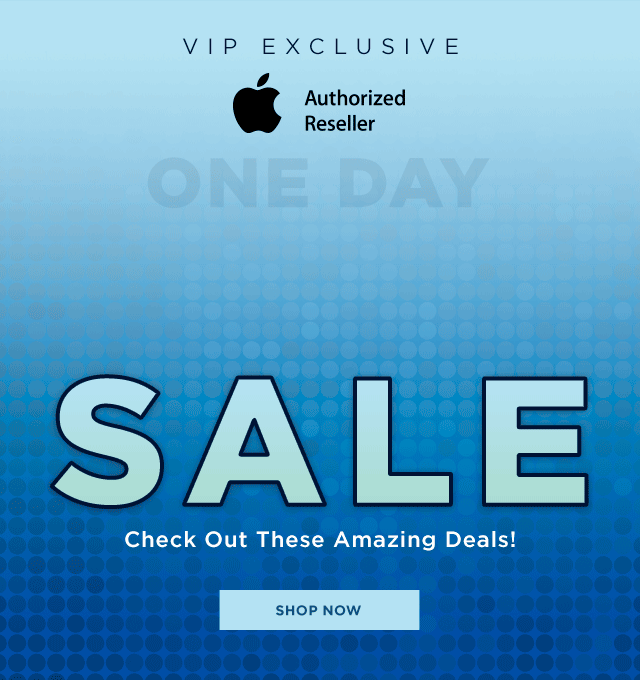 VIP EXCLUSIVE
Authorized
Reseller
ONE DAY
SALE
Check Out These Amazing Deals!
SHOP NOW